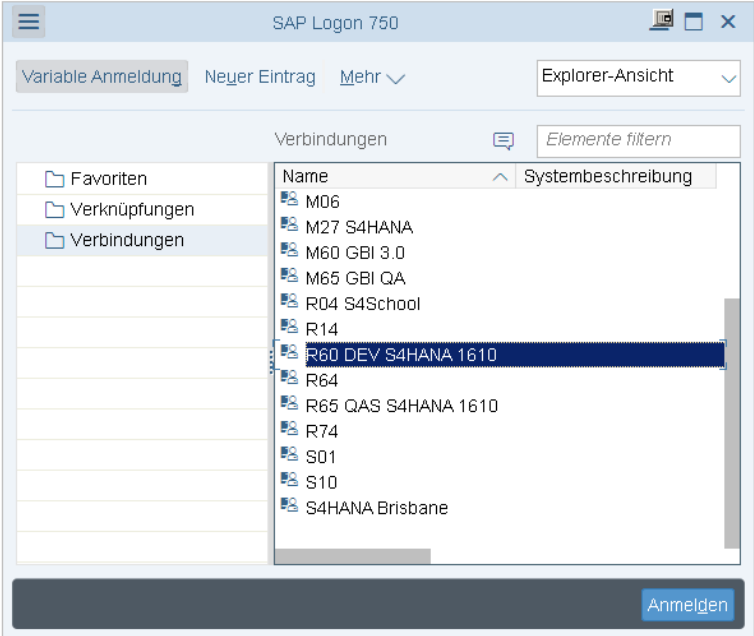 SAP Logon 750
Variable Anmeldung Neuer Eintrag Mehr Explorer-Ansicht
Verbindungen Elemente filtern
Favoriten
Verknüpfungen
Verbindungen
Name Systembeschreibung
M06
M27 S4HANA
M60 GBI 3.0
M65 GBI QA
R04 S4School
R14
R60 DEV S4HANA 1610
R64
R65 QAS S4HANA 1610
R74
S01
S10
S4HANA Brisbane
Anmelden